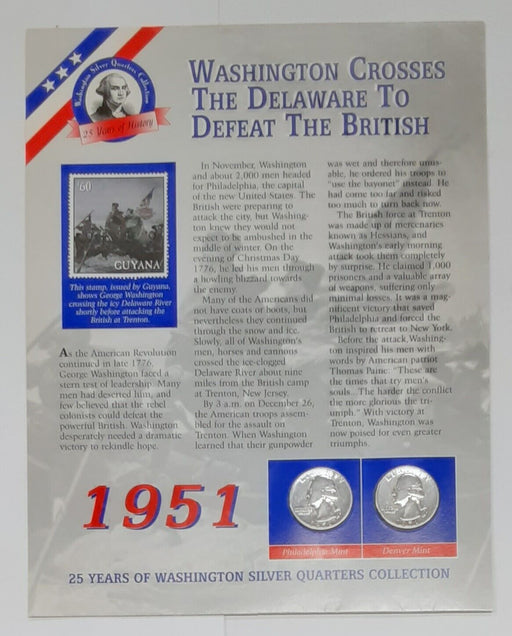 Washington Silver Quarters Collection
25 Years of History
WASHINGTON CROSSES
THE DELAWARE TO
DEFEAT THE BRITISH
60
GUYANA
This stamp, issued by Guyana,
shows George Washington
crossing the icy Delaware River
shortly before attacking the
British at Trenton.
As the American Revolution
continued in late 1776,
George Washington faced a
stern test of leadership. Many
men had deserted him, and
few believed that the rebel
colonists could defeat the
powerful British. Washington
desperately needed a dramatic
victory to rekindle hope.
In November, Washington
and about 2,000 men headed
for Philadelphia, the capital
of the new United States. The
British were preparing to
attack the city, but Washing-
ton knew they would not
expect to be ambushed in the
middle of winter. On the
evening of Christmas Day
1776, he led his men through
a howling blizzard towards
the enemy.
Many of the Americans did
not have coats or boots, but
nevertheless they continued
through the snow and ice.
Slowly, all of Washington's
men, horses and cannons
crossed the ice-clogged
Delaware River about nine
miles from the British camp
at Trenton, New Jersey.
By 3 a.m. on December 26,
the American troops assem-
bled for the assault on
Trenton. When Washington
learned that their gunpowder
was wet and therefore unus-
able, he ordered his troops to
"use the bayonet" instead. He
had come too far and risked
too much to turn back now.
The British force at Trenton
was made up of mercenaries
known as Hessians, and
Washington's early morning
attack took them completely
by surprise. He claimed 1,000
prisoners and a valuable array
of weapons, suffering only
minimal losses. It was a mag-
nificent victory that saved
Philadelphia and forced the
British to retreat to New York.
Before the attack, Washing-
ton inspired his men with
words by American patriot
Thomas Paine: "These are
the times that try men's
souls. The harder the conflict
the more glorious the tri-
umph." With victory at
Trenton, Washington was
now poised for even greater
triumphs.
1951
LIBERTY
LIBERTY
Philadelphia Mint
Denver Mint
25 YEARS OF WASHINGTON SILVER QUARTERS COLLECTION